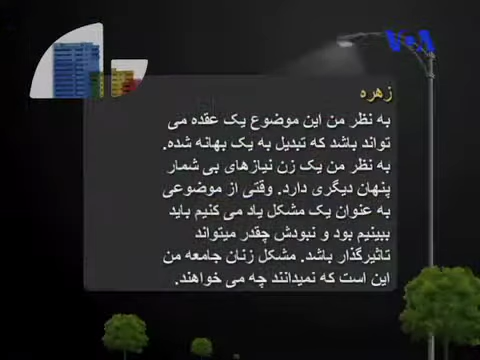 VOA
زهره
به نظر من این موضوع یک عقده می
تواند باشد که تبدیل به یک بهانه شده.
به نظر من یک زن نیازهای بی شمار
پنهان دیگری دارد. وقتی از موضوعی
به عنوان یک مشکل یاد می کنیم باید
ببینیم بود و نبودش چقدر میتواند
تاثیرگذار باشد. مشکل زنان جامعه من
این است که نمیدانند چه می خواهند.